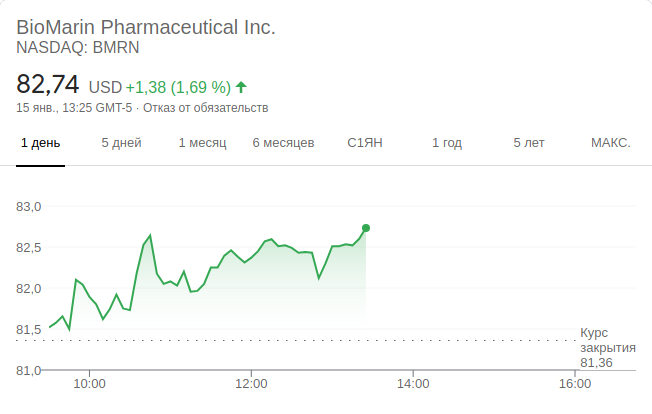 BioMarin Pharmaceutical Inc.
NASDAQ: BMRN
82,74 USD +1,38 (1,69 %)
15 янв., 13:25 GMT-5 · Отказ от обязательств
1 день 5 дней 1 месяц 6 месяцев С1ЯН 1 год 5 лет МАКС.
83,0
82,5
82,0
81,5
Курс
закрытия
81,36
81,0
10:00 12:00 14:00 16:00